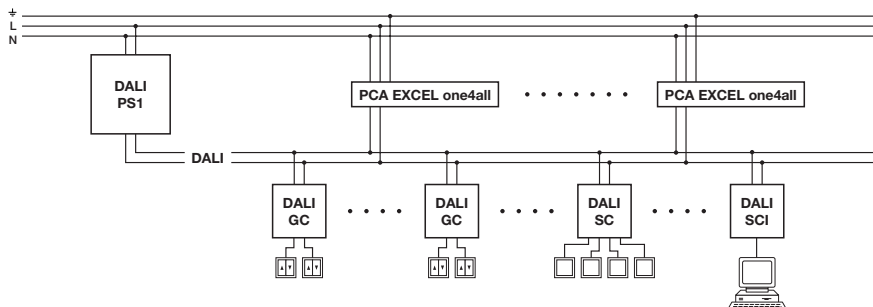 L
N
DALI
PS1
PCA EXCEL one4all
PCA EXCEL one4all
DALI
DALI
GC
DALI
GC
DALI
SC
DALI
SCI